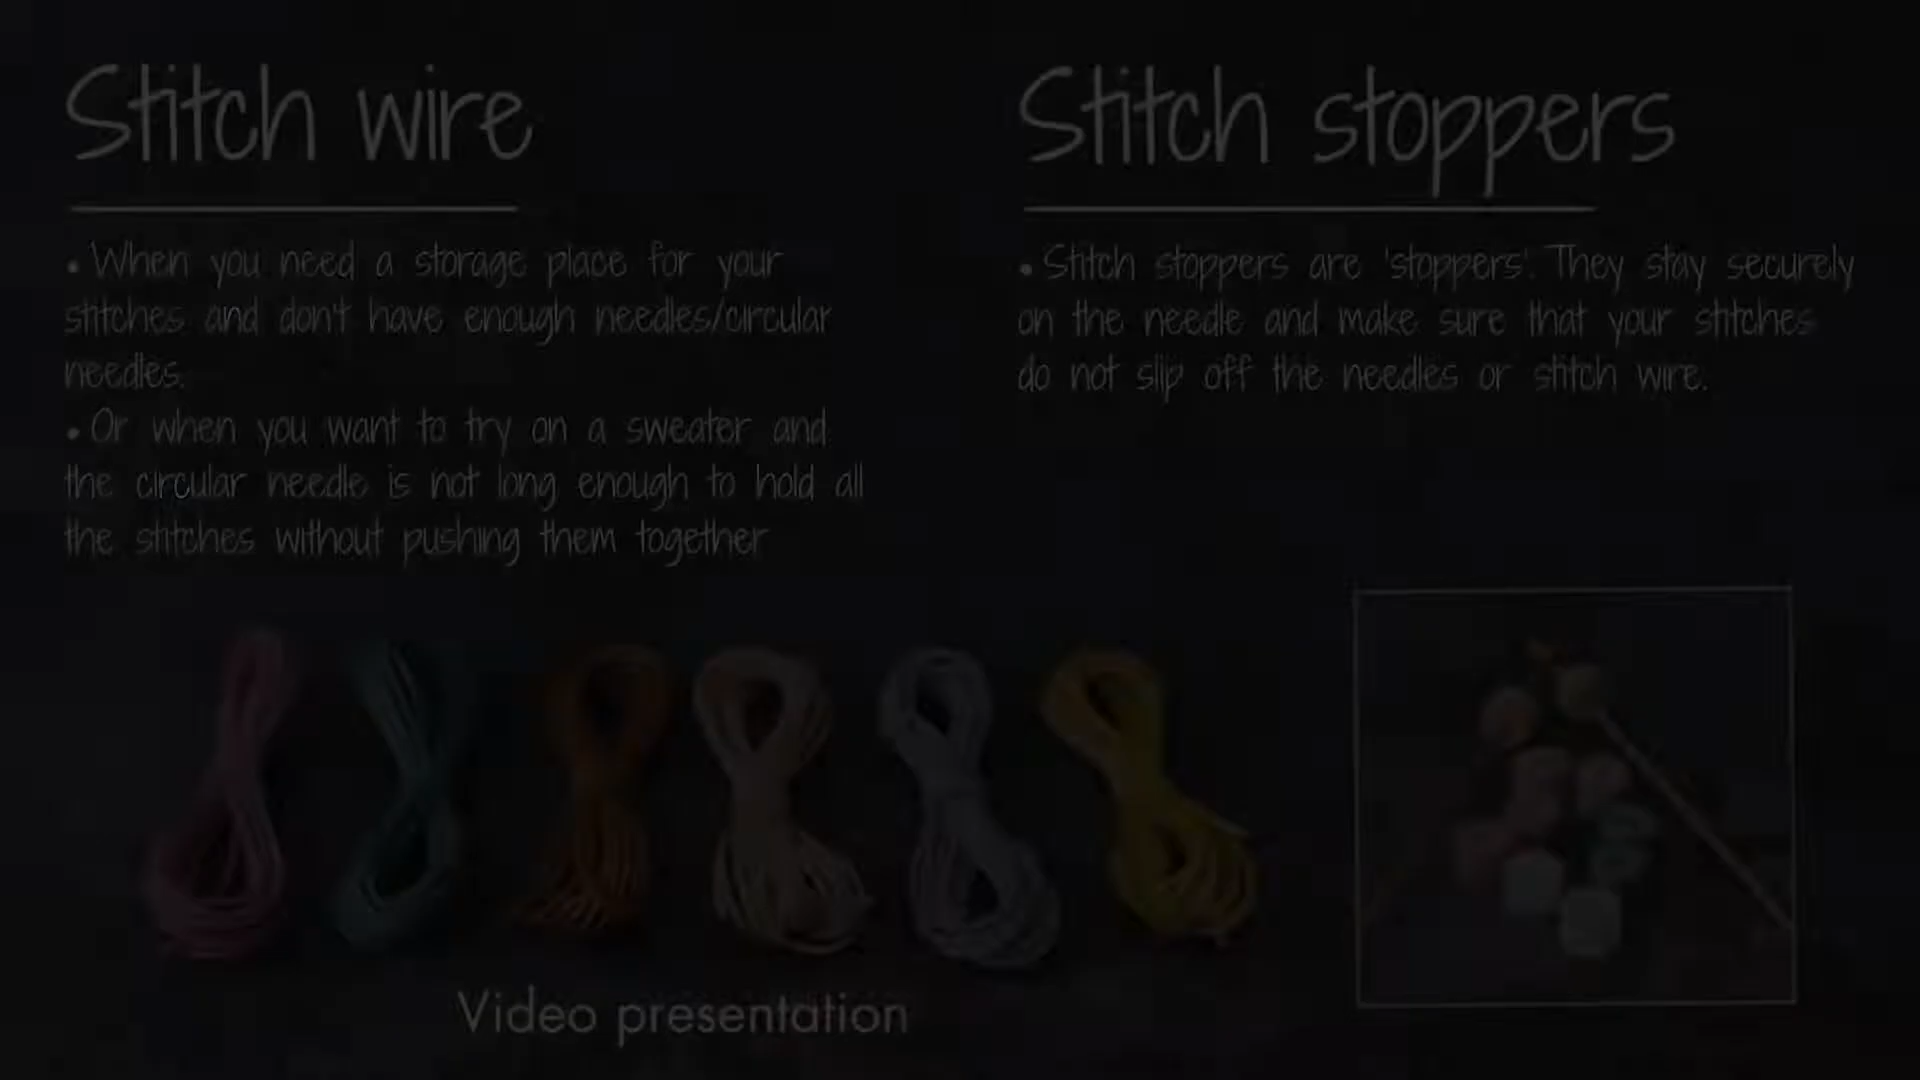 Stitch wire
• When you need a storage place for your
stitches and don't have enough needles/circular
needles.
• Or when you want to try on a sweater and
the circular needle is not long enough to hold all
the stitches without pushing them together
Stitch stoppers
• Stitch stoppers are 'stoppers'. They stay securely
on the needle and make sure that your stitches
do not slip off the needles or stitch wire.
Video presentation